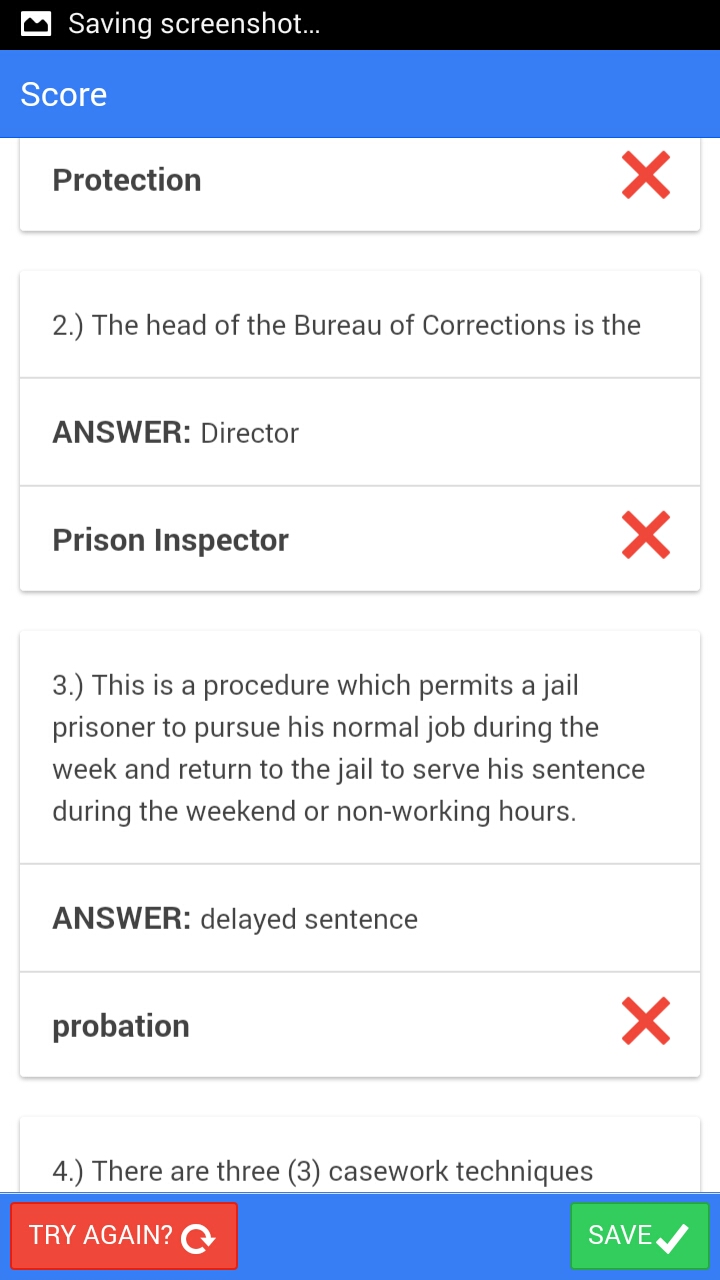 Saving screenshot...
Score
Protection
2.) The head of the Bureau of Corrections is the
ANSWER: Director
Prison Inspector
3.) This is a procedure which permits a jail
prisoner to pursue his normal job during the
week and return to the jail to serve his sentence
during the weekend or non-working hours.
ANSWER: delayed sentence
probation
4.) There are three (3) casework techniques
TRY AGAIN?
SAVE